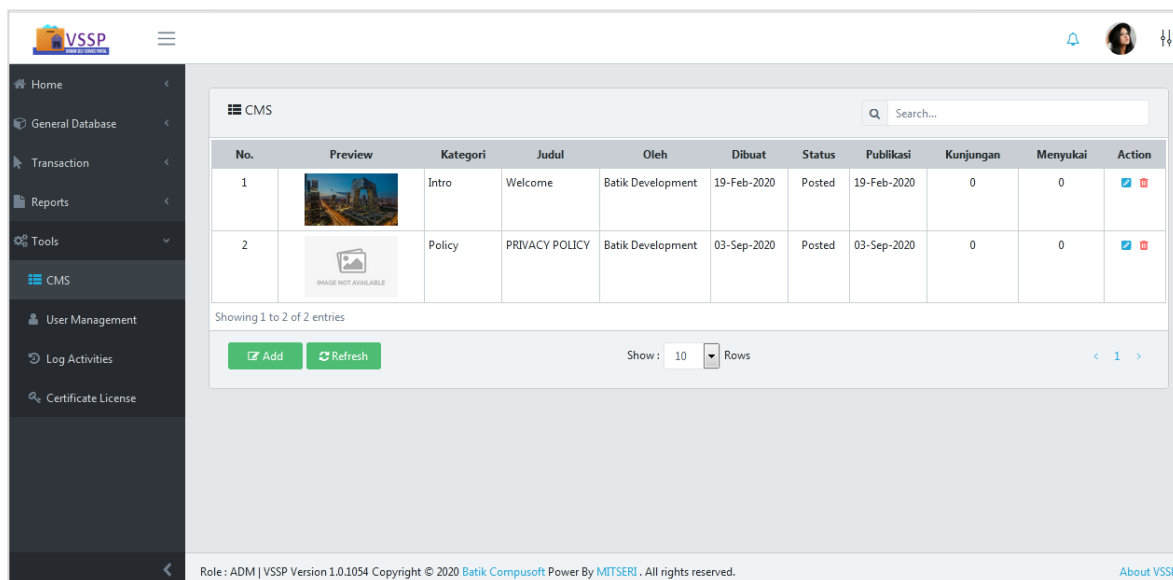 VSSP
VENDOR SELF SERVICE PORTAL
Home
General Database
Transaction
Reports
Tools
CMS
User Management
Log Activities
Certificate License
CMS
Search...
No. Preview Kategori Judul Oleh Dibuat Status Publikasi Kunjungan Menyukai Action
1 Intro Welcome Batik Development 19-Feb-2020 Posted 19-Feb-2020 0 0
2 IMAGE NOT AVAILABLE Policy PRIVACY POLICY Batik Development 03-Sep-2020 Posted 03-Sep-2020 0 0
Showing 1 to 2 of 2 entries
Add Refresh Show : 10 Rows < 1 >
Role : ADM | VSSP Version 1.0.1054 Copyright © 2020 Batik Compusoft Power By MITSERI . All rights reserved. About VSSP